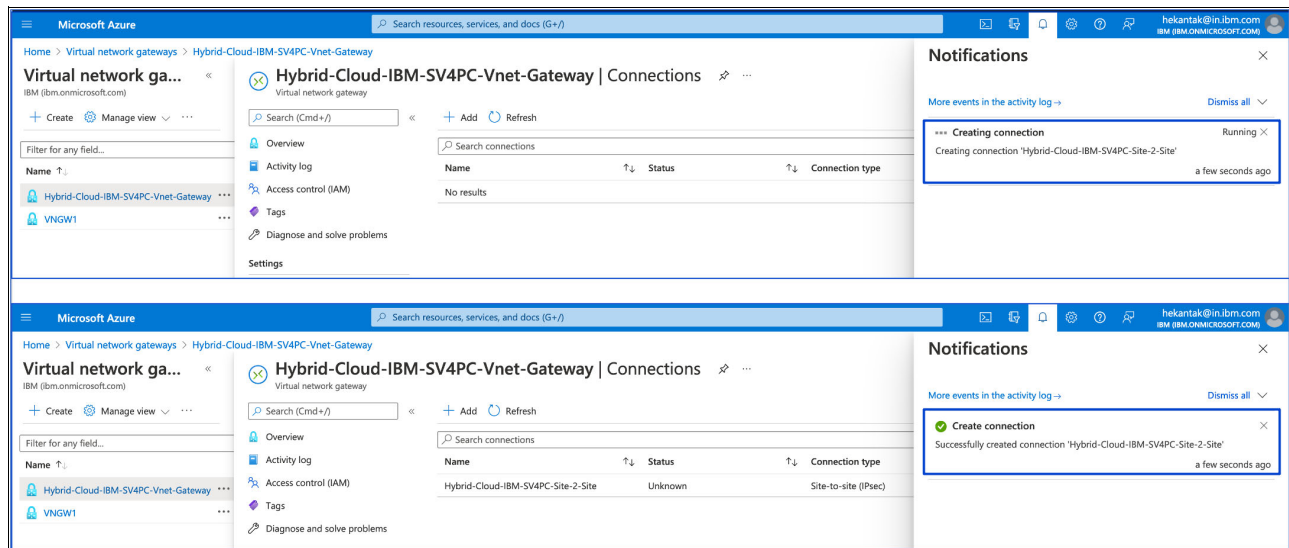 Microsoft Azure
Search resources, services, and docs (G+/)
hekantak@in.ibm.com
IBM (IBM.ONMICROSOFT.COM)
Home > Virtual network gateways > Hybrid-Cloud-IBM-SV4PC-Vnet-Gateway
Virtual network ga... «
IBM (ibm.onmicrosoft.com)
+ Create Manage view ···
Filter for any field...
Name ↑↓
Hybrid-Cloud-IBM-SV4PC-Vnet-Gateway ···
VNGW1 ···
Hybrid-Cloud-IBM-SV4PC-Vnet-Gateway | Connections ···
Virtual network gateway
Search (Cmd+/) «
Overview
Activity log
Access control (IAM)
Tags
Diagnose and solve problems
Settings
+ Add Refresh
Search connections
Name ↑↓ Status ↑↓ Connection type
No results
Notifications
More events in the activity log → Dismiss all
Creating connection Running
Creating connection 'Hybrid-Cloud-IBM-SV4PC-Site-2-Site'
a few seconds ago
Microsoft Azure
Search resources, services, and docs (G+/)
hekantak@in.ibm.com
IBM (IBM.ONMICROSOFT.COM)
Home > Virtual network gateways > Hybrid-Cloud-IBM-SV4PC-Vnet-Gateway
Virtual network ga... «
IBM (ibm.onmicrosoft.com)
+ Create Manage view ···
Filter for any field...
Name ↑↓
Hybrid-Cloud-IBM-SV4PC-Vnet-Gateway ···
VNGW1 ···
Hybrid-Cloud-IBM-SV4PC-Vnet-Gateway | Connections ···
Virtual network gateway
Search (Cmd+/) «
Overview
Activity log
Access control (IAM)
Tags
Diagnose and solve problems
+ Add Refresh
Search connections
Name ↑↓ Status ↑↓ Connection type
Hybrid-Cloud-IBM-SV4PC-Site-2-Site Unknown Site-to-site (IPsec)
Notifications
More events in the activity log → Dismiss all
Create connection
Successfully created connection 'Hybrid-Cloud-IBM-SV4PC-Site-2-Site'
a few seconds ago